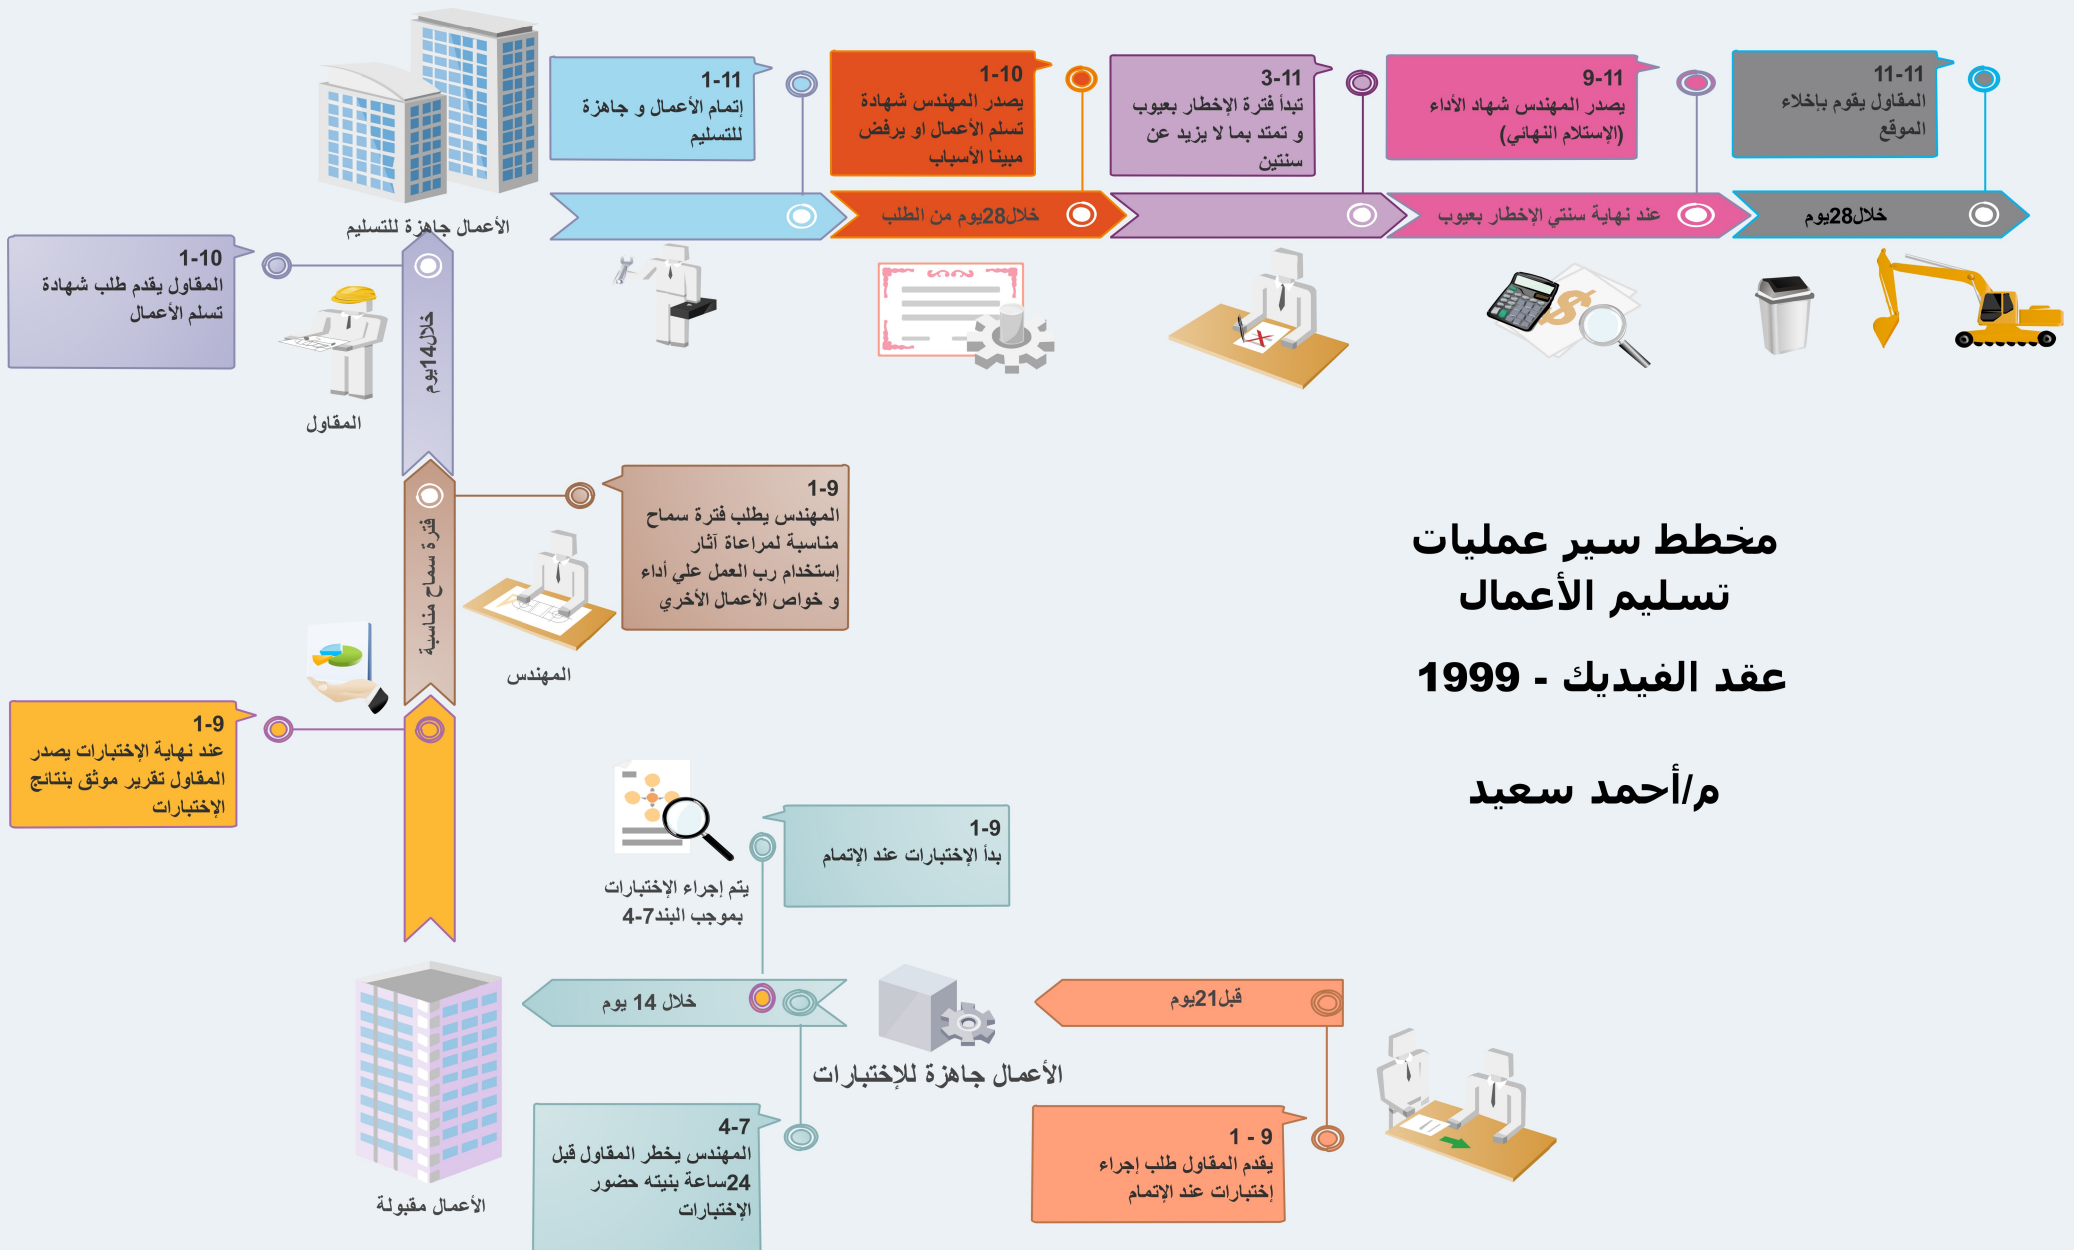 1-11
إتمام الأعمال و جاهزة
للتسليم
1-10
يصدر المهندس شهادة
تسلم الأعمال او يرفض
مبينا الأسباب
3-11
تبدأ فترة الإخطار بعيوب
و تمتد بما لا يزيد عن
سنتين
9-11
يصدر المهندس شهاد الأداء
(الإستلام النهائي)
11-11
المقاول يقوم بإخلاء
الموقع
خلال28يوم من الطلب
عند نهاية سنتي الإخطار بعيوب
خلال28يوم
الأعمال جاهزة للتسليم
1-10
المقاول يقدم طلب شهادة
تسلم الأعمال
خلال14يوم
المقاول
1-9
المهندس يطلب فترة سماح
مناسبة لمراعاة آثار
إستخدام رب العمل علي أداء
و خواص الأعمال الأخري
فترة سماح مناسبة
المهندس
مخطط سير عمليات
تسليم الأعمال
عقد الفيديك - 1999
م/أحمد سعيد
1-9
عند نهاية الإختبارات يصدر
المقاول تقرير موثق بنتائج
الإختبارات
1-9
بدأ الإختبارات عند الإتمام
يتم إجراء الإختبارات
بموجب البند7-4
خلال 14 يوم
قبل21يوم
الأعمال جاهزة للإختبارات
4-7
المهندس يخطر المقاول قبل
24ساعة بنيته حضور
الإختبارات
1 - 9
يقدم المقاول طلب إجراء
إختبارات عند الإتمام
الأعمال مقبولة